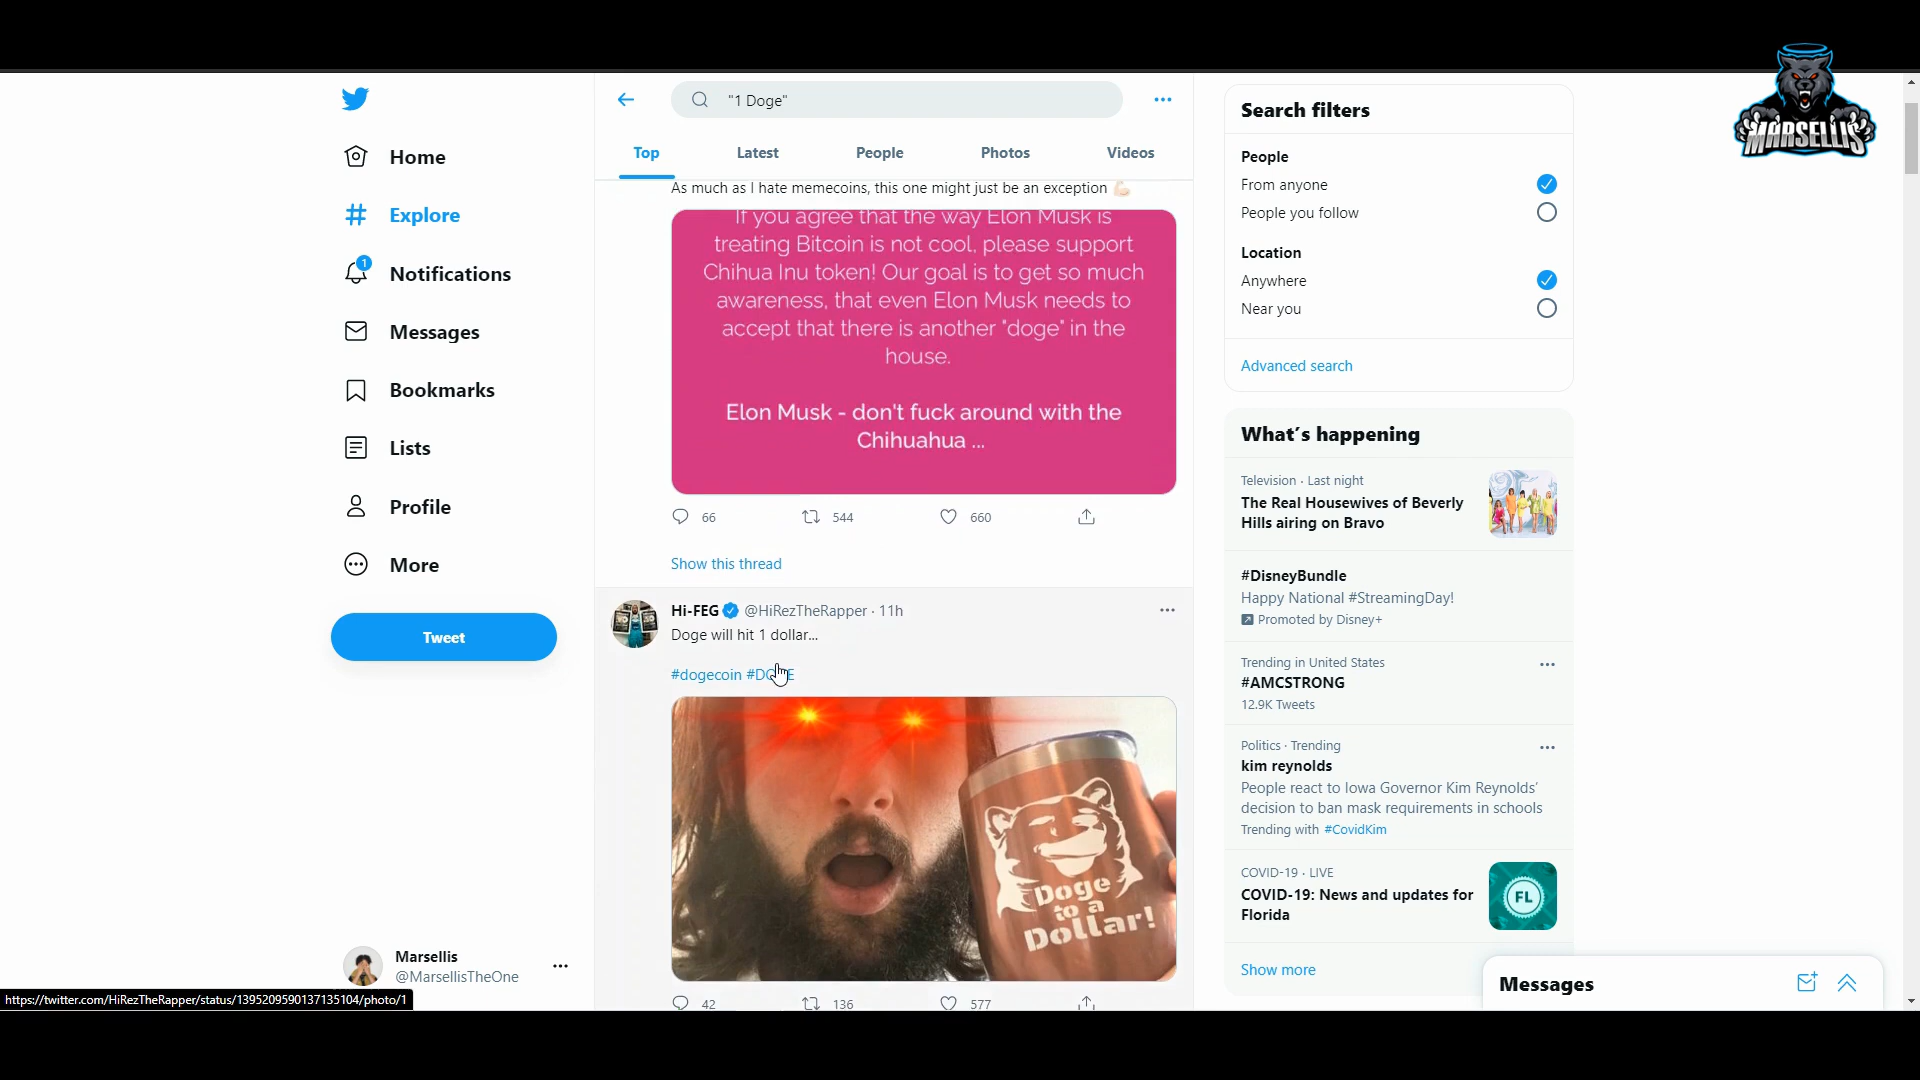 MARSELLIS
"1 Doge"
Top
Latest
People
Photos
Videos
Home
Explore
1
Notifications
Messages
Bookmarks
Lists
Profile
More
Tweet
Marsellis
@MarsellisTheOne
https://twitter.com/HiRezTheRapper/status/1395209590137135104/photo/1
As much as I hate memecoins, this one might just be an exception
If you agree that the way Elon Musk is
treating Bitcoin is not cool, please support
Chihua Inu token! Our goal is to get so much
awareness, that even Elon Musk needs to
accept that there is another "doge" in the
house.
Elon Musk - don't fuck around with the
Chihuahua ...
66
544
660
Show this thread
Hi-FEG @HiRezTheRapper · 11h
Doge will hit 1 dollar...
#dogecoin
Doge
to a
Dollar!
42
136
577
Search filters
People
From anyone
People you follow
Location
Anywhere
Near you
Advanced search
What's happening
Television · Last night
The Real Housewives of Beverly
Hills airing on Bravo
#DisneyBundle
Happy National #StreamingDay!
Promoted by Disney+
Trending in United States
#AMCSTRONG
12.9K Tweets
Politics · Trending
kim reynolds
People react to Iowa Governor Kim Reynolds'
decision to ban mask requirements in schools
Trending with #CovidKim
COVID-19 · LIVE
COVID-19: News and updates for
Florida
FL
Show more
Messages